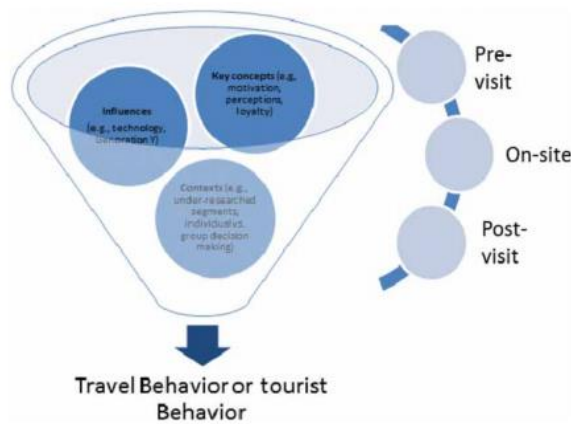 Key concepts (e.g,
motivation,
perceptions,
loyalty)
Influences
(e.g., technology,
Generation Y)
Contexts (e.g.,
under-researched
segments,
individual vs.
group decision
making)
Pre-
visit
On-site
Post-
visit
Travel Behavior or tourist
Behavior